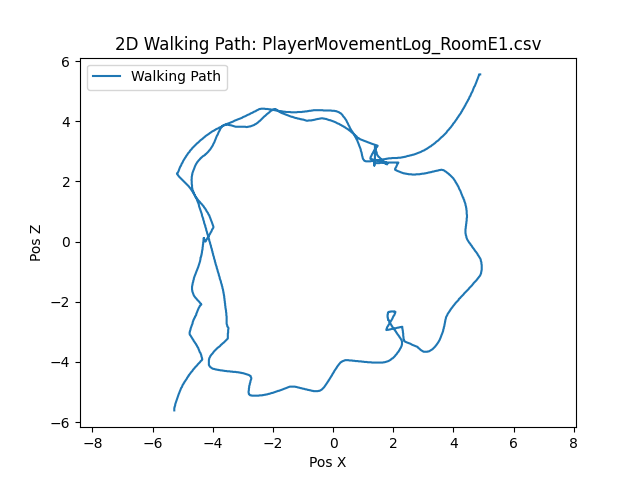 2D Walking Path: PlayerMovementLog_RoomE1.csv
Walking Path
Pos Z
6
4
2
0
−2
−4
−6
−8 −6 −4 −2 0 2 4 6 8
Pos X